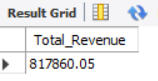 Result Grid
Total_Revenue
817860.05